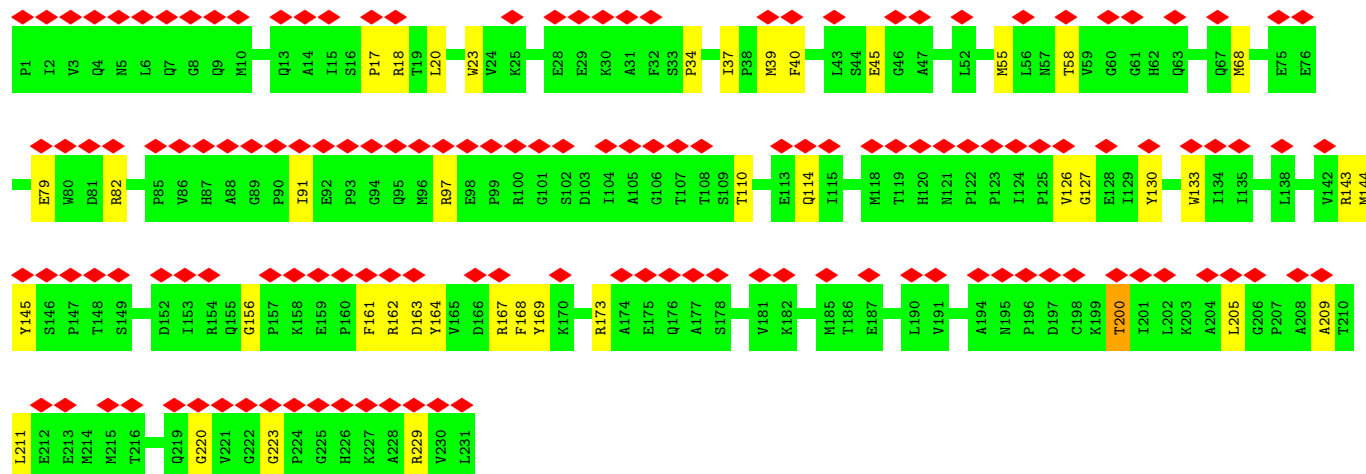 P1 I2 V3 Q4 N5 L6 Q7 G8 Q9 M10 Q13 A14 I15 S16 P17 R18 T19 L20 W23 V24 K25 E28 E29 K30 A31 F32 S33 P34 I37 P38 M39 F40 L43 S44 E45 G46 A47 L52 M55 L56 N57 T58 V59 G60 G61 H62 Q63 Q67 M68 E75 E76
E79 W80 D81 R82 P85 V86 H87 A88 G89 P90 I91 E92 P93 G94 Q95 M96 R97 E98 P99 R100 G101 S102 D103 I104 A105 G106 T107 T108 S109 T110 E113 Q114 I115 M118 T119 H120 N121 P122 P123 I124 P125 V126 G127 E128 I129 Y130 W133 I134 I135 L138 V142 R143 M144
Y145 S146 P147 T148 S149 D152 I153 R154 Q155 G156 P157 K158 E159 P160 F161 R162 D163 Y164 V165 D166 R167 F168 Y169 K170 R173 A174 E175 Q176 A177 S178 V181 K182 M185 T186 E187 L190 V191 A194 N195 P196 D197 C198 K199 T200 I201 L202 K203 A204 L205 G206 P207 A208 A209 T210
L211 E212 E213 M214 M215 T216 Q219 G220 V221 G222 G223 P224 G225 H226 K227 A228 R229 V230 L231